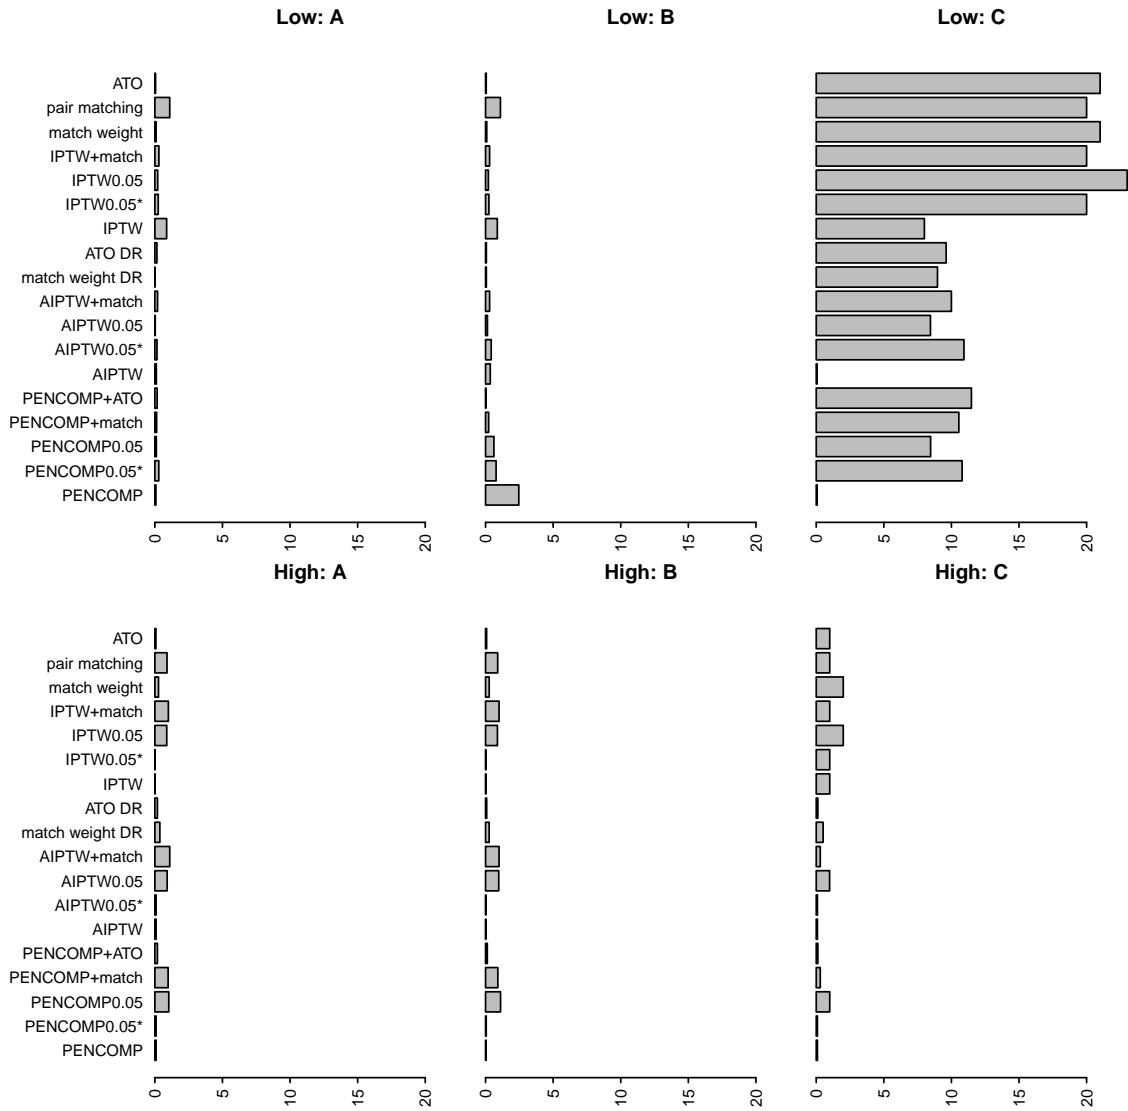 Low: A
Low: B
Low: C
ATO
pair matching
match weight
IPTW+match
IPTW0.05
IPTW0.05*
IPTW
ATO DR
match weight DR
AIPTW+match
AIPTW0.05
AIPTW0.05*
AIPTW
PENCOMP+ATO
PENCOMP+match
PENCOMP0.05
PENCOMP0.05*
PENCOMP
0 5 10 15 20
0 5 10 15 20
0 5 10 15 20
High: A
High: B
High: C
ATO
pair matching
match weight
IPTW+match
IPTW0.05
IPTW0.05*
IPTW
ATO DR
match weight DR
AIPTW+match
AIPTW0.05
AIPTW0.05*
AIPTW
PENCOMP+ATO
PENCOMP+match
PENCOMP0.05
PENCOMP0.05*
PENCOMP
0 5 10 15 20
0 5 10 15 20
0 5 10 15 20